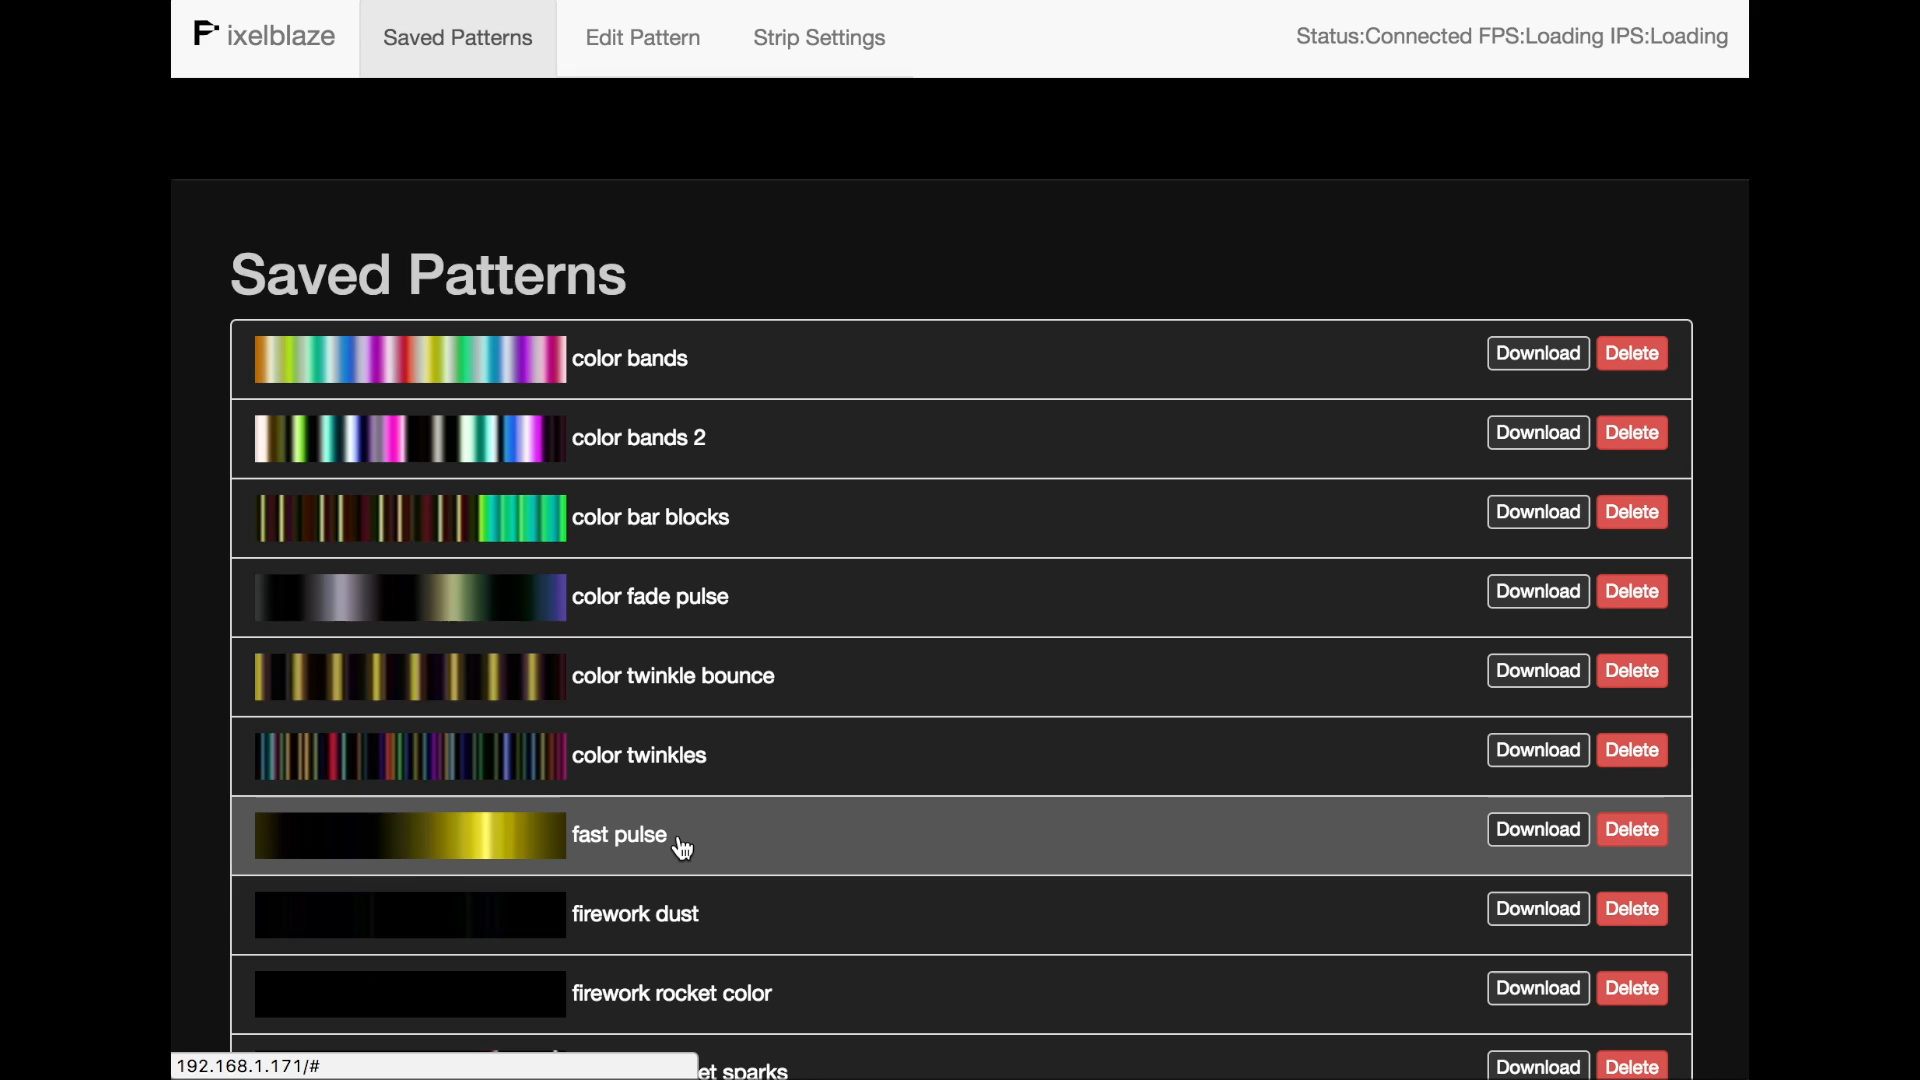 Pixelblaze Saved Patterns Edit Pattern Strip Settings Status:Connected FPS:Loading IPS:Loading
Saved Patterns
color bands Download Delete
color bands 2 Download Delete
color bar blocks Download Delete
color fade pulse Download Delete
color twinkle bounce Download Delete
color twinkles Download Delete
fast pulse Download Delete
firework dust Download Delete
firework rocket color Download Delete
sparks Download Delete
192.168.1.171/#